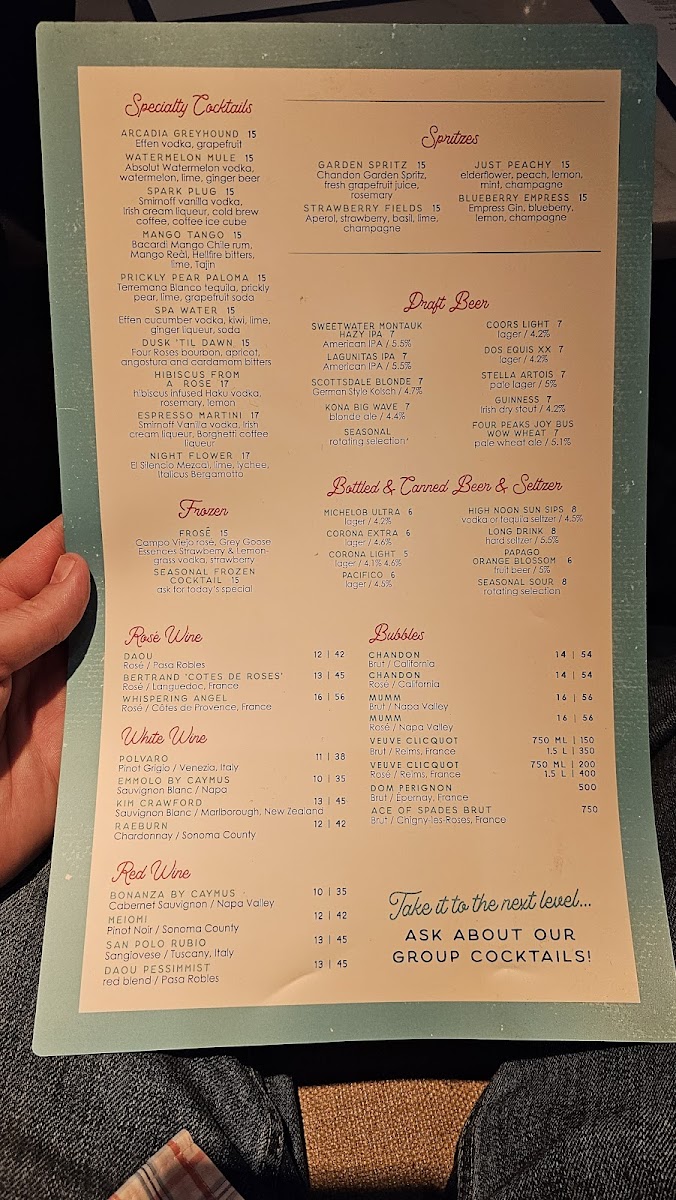 Specialty Cocktails
ARCADIA GREYHOUND 15
Effen vodka, grapefruit
WATERMELON MULE 15
Absolut Watermelon vodka,
watermelon, lime, ginger beer
SPARK PLUG 15
Smirnoff vanilla vodka,
Irish cream liqueur, cold brew
coffee, coffee ice cube
MANGO TANGO 15
Bacardi Mango Chile rum,
Mango Reàl, Hellfire bitters,
lime, Tajin
PRICKLY PEAR PALOMA 15
Terremana Blanco tequila, prickly
pear, lime, grapefruit soda
SPA WATER 15
Effen cucumber vodka, kiwi, lime,
ginger liqueur, soda
DUSK 'TIL DAWN 15
Four Roses bourbon, apricot,
angostura and cardamom bitters
HIBISCUS FROM
A ROSE 17
hibiscus infused Haku vodka,
rosemary, lemon
ESPRESSO MARTINI 17
Smirnoff Vanilla vodka, Irish
cream liqueur, Borghetti coffee
liqueur
NIGHT FLOWER 17
El Silencio Mezcal, lime, lychee,
Italicus Bergamotto
Frozen
FROSÉ 15
Campo Viejo rosé, Grey Goose
Essences Strawberry & Lemon-
grass vodka, strawberry
SEASONAL FROZEN
COCKTAIL 15
ask for today's special
Spritzes
GARDEN SPRITZ 15
Chandon Garden Spritz,
fresh grapefruit juice,
rosemary
STRAWBERRY FIELDS 15
Aperol, strawberry, basil, lime,
champagne
JUST PEACHY 15
elderflower, peach, lemon,
mint, champagne
BLUEBERRY EMPRESS 15
Empress Gin, blueberry,
lemon, champagne
Draft Beer
SWEETWATER MONTAUK
HAZY IPA 7
American IPA / 5.5%
LAGUNITAS IPA 7
American IPA / 5.5%
SCOTTSDALE BLONDE 7
German Style Kolsch / 4.7%
KONA BIG WAVE 7
blonde ale / 4.4%
SEASONAL
rotating selection*
COORS LIGHT 7
lager / 4.2%
DOS EQUIS XX 7
lager / 4.2%
STELLA ARTOIS 7
pale lager / 5%
GUINNESS 7
Irish dry stout / 4.2%
FOUR PEAKS JOY BUS
WOW WHEAT 7
pale wheat ale / 5.1%
Bottled & Canned Beer & Seltzer
MICHELOB ULTRA 6
lager / 4.2%
CORONA EXTRA 6
lager / 4.6%
CORONA LIGHT 5
lager / 4.1% 4.6%
PACIFICO 6
lager / 4.5%
HIGH NOON SUN SIPS 8
vodka or tequila seltzer / 4.5%
LONG DRINK 8
hard seltzer / 5.5%
PAPAGO
ORANGE BLOSSOM 6
fruit beer / 5%
SEASONAL SOUR 8
rotating selection
Rosé Wine
DAOU 12 | 42
Rosé / Pasa Robles
BERTRAND 'COTES DE ROSES' 13 | 45
Rosé / Languedoc, France
WHISPERING ANGEL 16 | 56
Rosé / Côtes de Provence, France
White Wine
POLVARO 11 | 38
Pinot Grigio / Venezia, Italy
EMMOLO BY CAYMUS 10 | 35
Sauvignon Blanc / Napa
KIM CRAWFORD 13 | 45
Sauvignon Blanc / Marlborough, New Zealand
RAEBURN 12 | 42
Chardonnay / Sonoma County
Red Wine
BONANZA BY CAYMUS 10 | 35
Cabernet Sauvignon / Napa Valley
MEIOMI 12 | 42
Pinot Noir / Sonoma County
SAN POLO RUBIO 13 | 45
Sangiovese / Tuscany, Italy
DAOU PESSIMMIST 13 | 45
red blend / Pasa Robles
Bubbles
CHANDON 14 | 54
Brut / California
CHANDON 14 | 54
Rosé / California
MUMM 16 | 56
Brut / Napa Valley
MUMM 16 | 56
Rosé / Napa Valley
VEUVE CLICQUOT 750 ML | 150
Brut / Reims, France 1.5 L | 350
VEUVE CLICQUOT 750 ML | 200
Rosé / Reims, France 1.5 L | 400
DOM PERIGNON 500
Brut / Epernay, France
ACE OF SPADES BRUT 750
Brut / Chigny-les-Roses, France
Take it to the next level...
ASK ABOUT OUR
GROUP COCKTAILS!